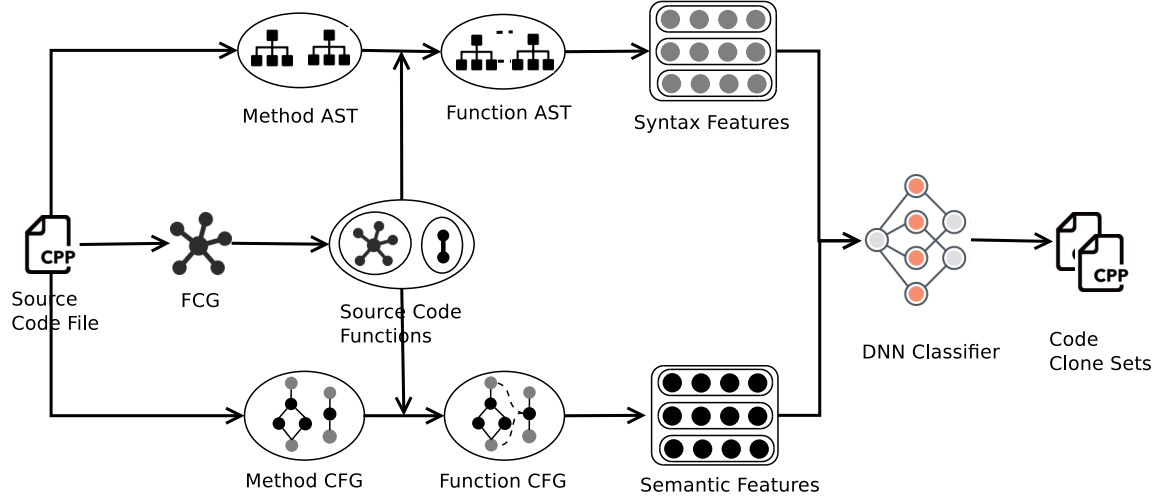 Method AST
Function AST
Syntax Features
CPP
Source
Code File
FCG
Source Code
Functions
DNN Classifier
CPP
Code
Clone Sets
Method CFG
Function CFG
Semantic Features